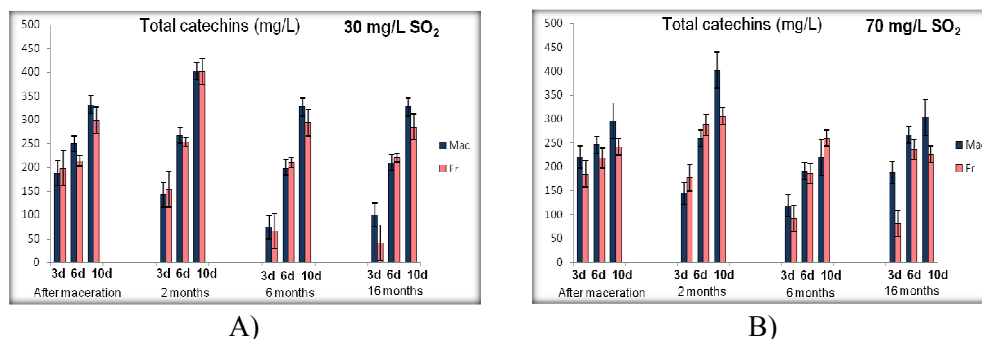 Total catechins (mg/L) 30 mg/L SO2
500
450
400
350
300
250
200
150
100
50
0
Mac
Fr
3d 6d 10d 3d 6d 10d 3d 6d 10d 3d 6d 10d
After maceration 2 months 6 months 16 months
A)
Total catechins (mg/L) 70 mg/L SO2
500
450
400
350
300
250
200
150
100
50
0
Mac
Fr
3d 6d 10d 3d 6d 10d 3d 6d 10d 3d 6d 10d
After maceration 2 months 6 months 16 months
B)